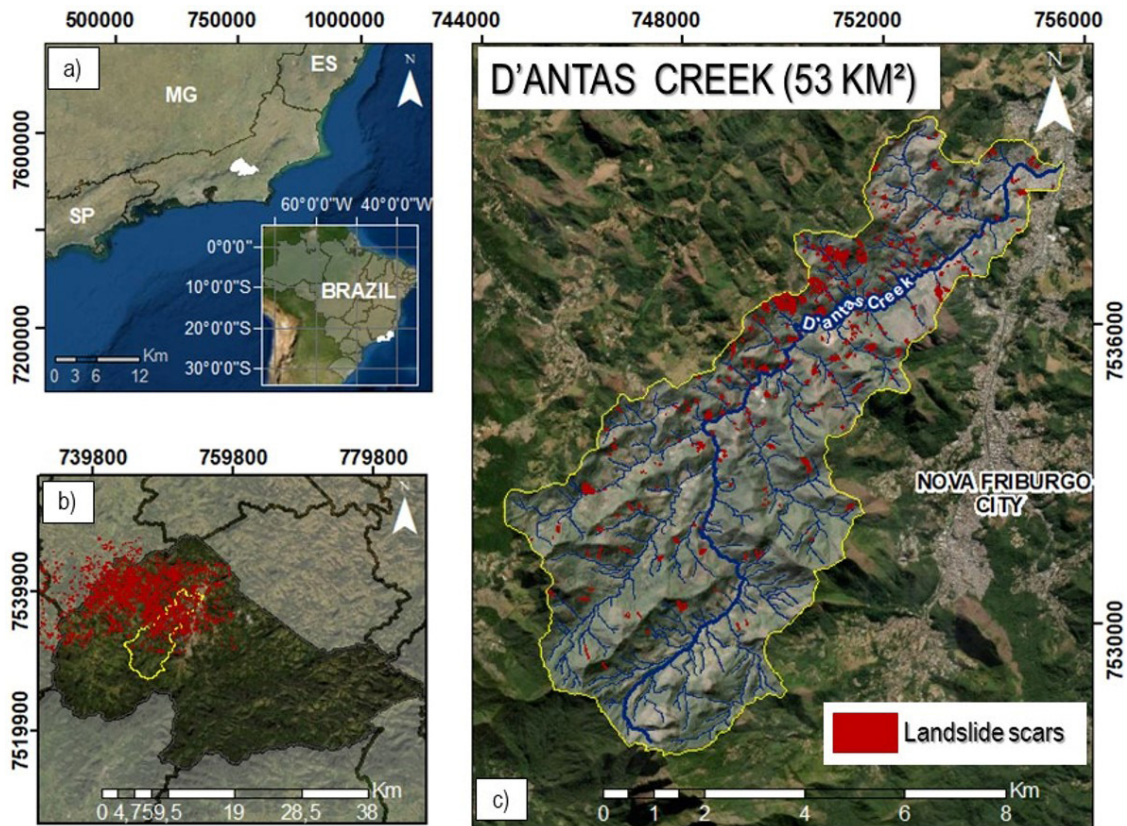 500000 750000 1000000
a)
N
ES
MG
SP
7600000
7200000
60°0'0"W 40°0'0"W
0°0'0"
10°0'0"S
20°0'0"S
30°0'0"S
BRAZIL
Km
0 3 6 12
739800 759800 779800
b)
N
7539900
7519900
Km
0 4,75 9,5 19 28,5 38
744000 748000 752000 756000
D'ANTAS CREEK (53 KM²)
N
D'antas Creek
7536000
NOVA FRIBURGO
CITY
7530000
Landslide scars
c)
Km
0 1 2 4 6 8